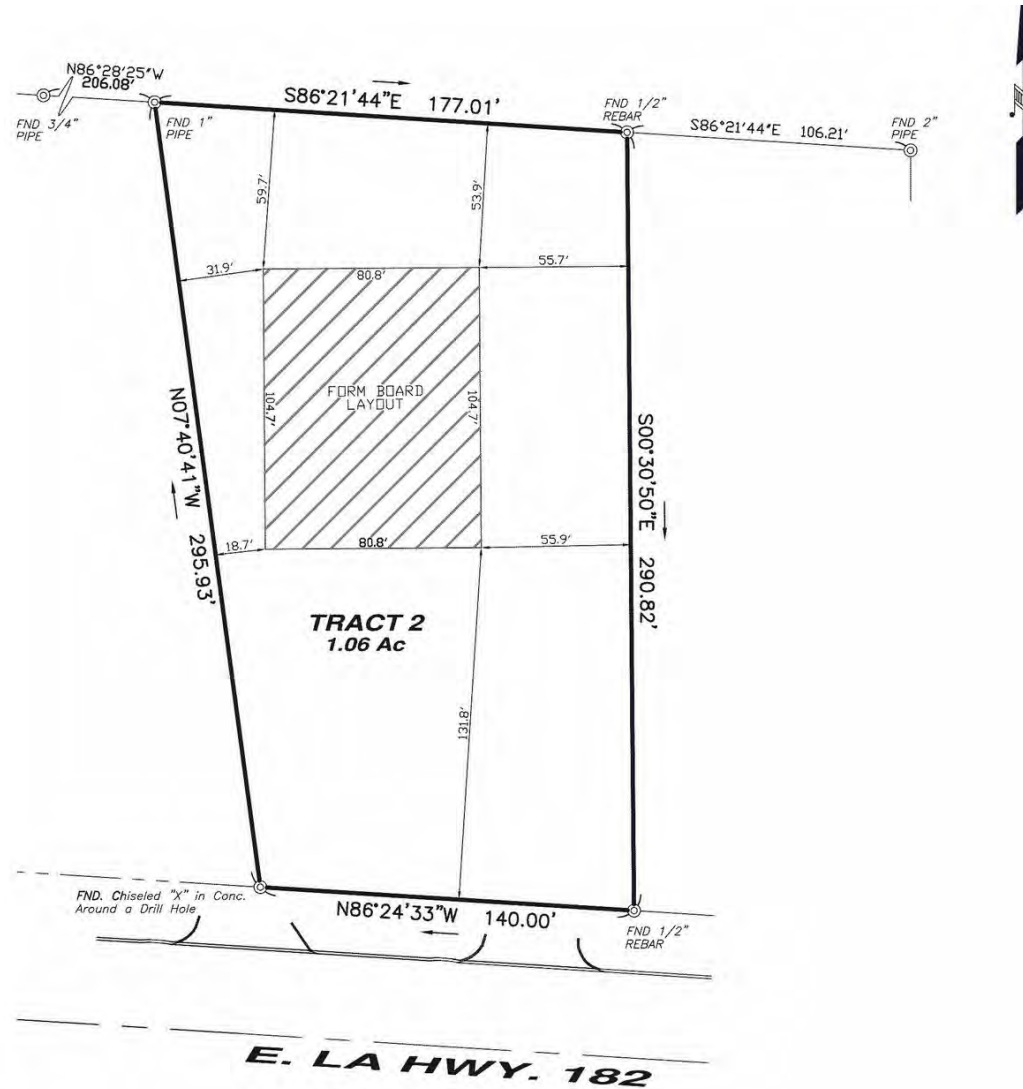 N86°28'25"W
206.08'
S86°21'44"E 177.01'
FND 1/2"
REBAR
S86°21'44"E 106.21'
FND 2"
PIPE
FND 3/4"
PIPE
FND 1"
PIPE
59.7'
53.9'
31.9'
80.8'
55.7'
FORM BOARD
LAYOUT
104.7'
104.7'
N07°40'41"W 295.93'
S00°30'50"E 290.82'
18.7'
80.8'
55.9'
TRACT 2
1.06 Ac
131.8'
FND. Chiseled "X" in Conc.
Around a Drill Hole
N86°24'33"W 140.00'
FND 1/2"
REBAR
E. LA HWY. 182